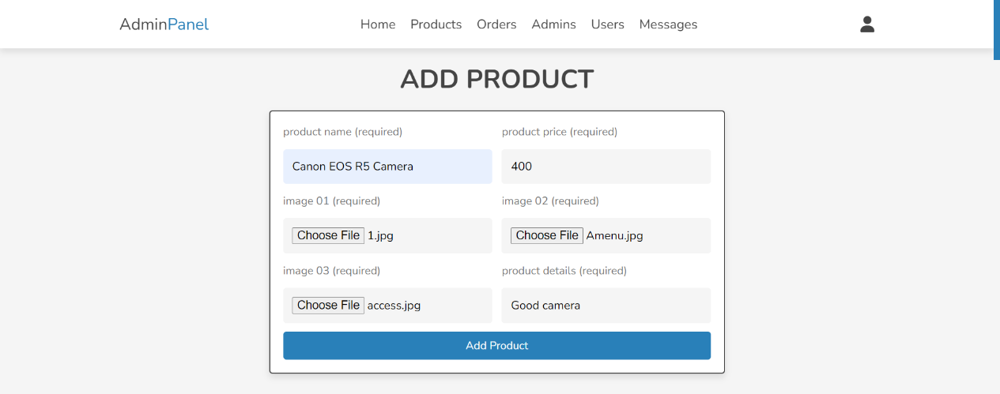 AdminPanel Home Products Orders Admins Users Messages
ADD PRODUCT
product name (required) product price (required)
Canon EOS R5 Camera 400
image 01 (required) image 02 (required)
Choose File 1.jpg Choose File Amenu.jpg
image 03 (required) product details (required)
Choose File access.jpg Good camera
Add Product